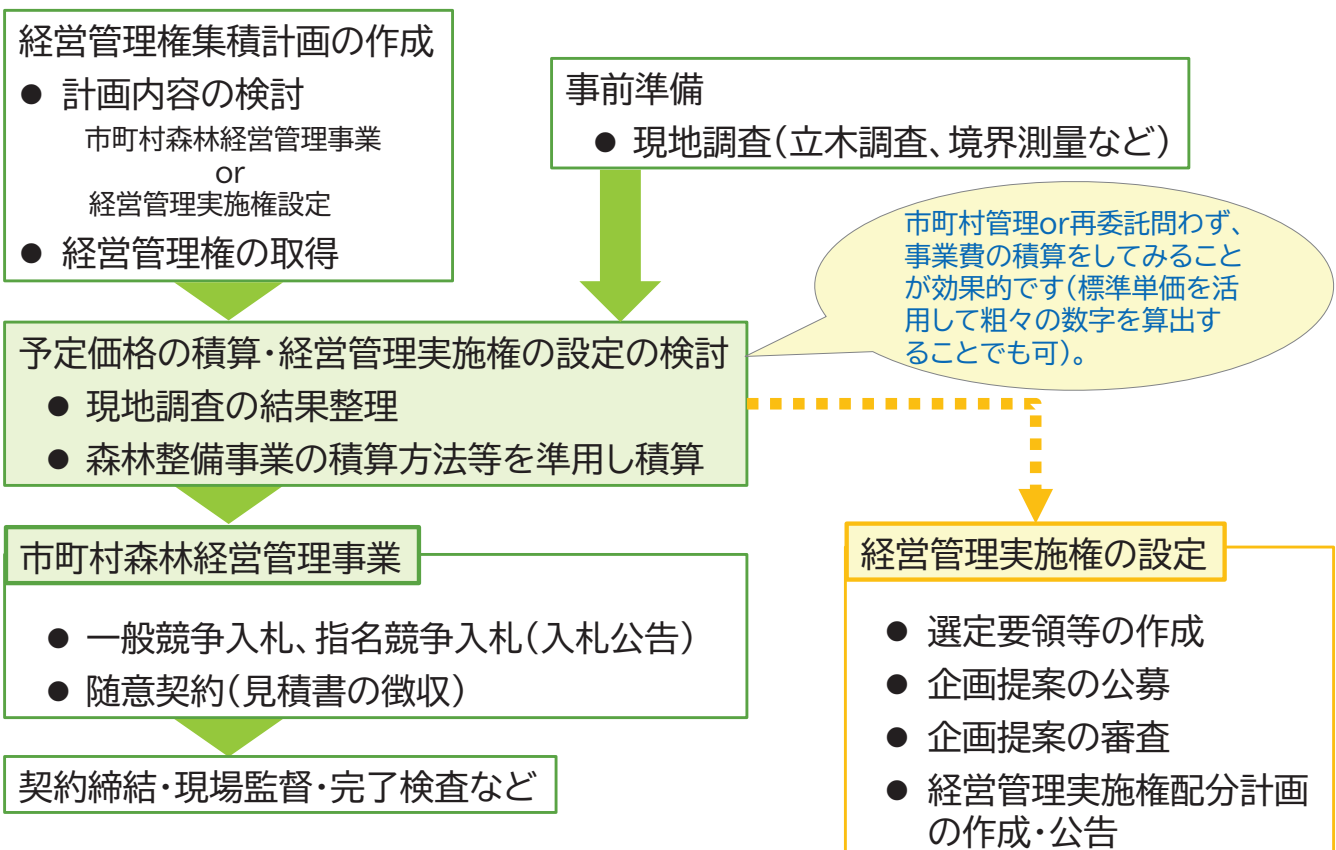 経営管理権集積計画の作成
● 計画内容の検討
市町村森林経営管理事業
or
経営管理実施権設定
● 経営管理権の取得
事前準備
● 現地調査(立木調査、境界測量など)
市町村管理or再委託問わず、
事業費の積算をしてみること
が効果的です(標準単価を活
用して粗々の数字を算出す
ることでも可)。
予定価格の積算・経営管理実施権の設定の検討
● 現地調査の結果整理
● 森林整備事業の積算方法等を準用し積算
市町村森林経営管理事業
● 一般競争入札、指名競争入札(入札公告)
● 随意契約(見積書の徴収)
契約締結・現場監督・完了検査など
経営管理実施権の設定
● 選定要領等の作成
● 企画提案の公募
● 企画提案の審査
● 経営管理実施権配分計画
の作成・公告